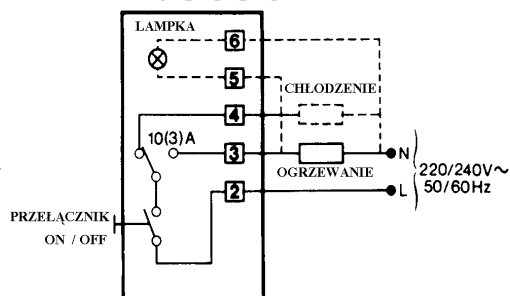 LAMPKA
6
5
4
CHŁODZENIE
10(3)A
3
N
OGRZEWANIE
220/240V~
50/60Hz
2
L
PRZEŁĄCZNIK
ON / OFF